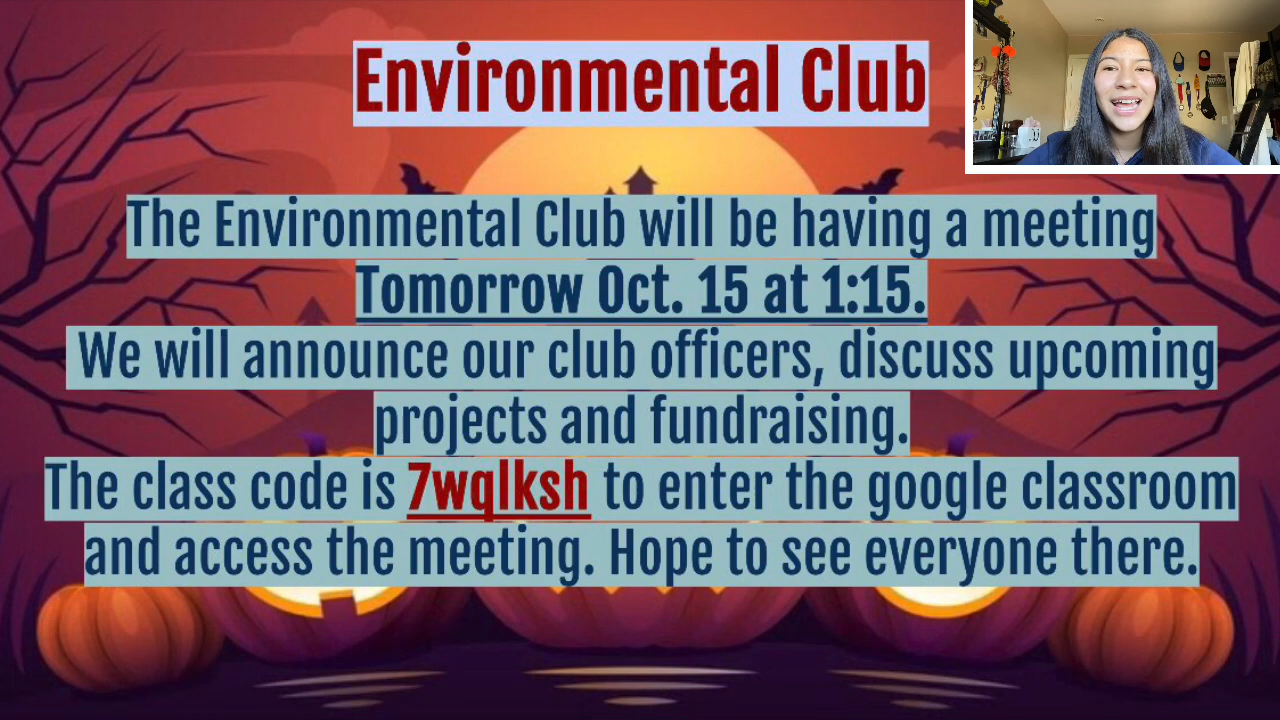 Environmental Club
The Environmental Club will be having a meeting
Tomorrow Oct. 15 at 1:15.
We will announce our club officers, discuss upcoming
projects and fundraising.
The class code is 7wqlksh to enter the google classroom
and access the meeting. Hope to see everyone there.